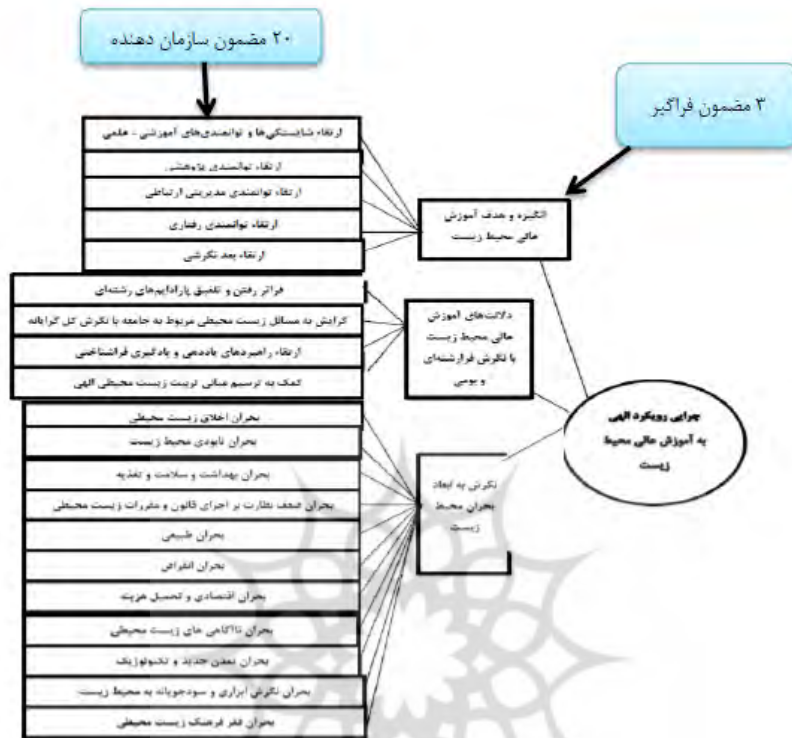 ۲۰ مضمون سازمان دهنده
۳ مضمون فراگیر
چرایی رویکرد الهی
به آموزش عالی محیط
زیست
انگیزه و هدف آموزش
عالی محیط زیست
ارتقاء شایستگی‌ها و توانمندی‌های آموزشی - علمی
ارتقاء توانمندی پژوهشی
ارتقاء توانمندی مدیریتی ارتباطی
ارتقاء توانمندی رفتاری
ارتقاء بعد نگرشی
دلالت‌های آموزش
عالی محیط زیست
با نگرش فرارشته‌ای
و بومی
فراتر رفتن و تلفیق پارادایم‌های رشته‌ای
گرایش به مسائل زیست محیطی مربوط به جامعه با نگرش کل گرایانه
ارتقاء راهبردهای یاددهی و یادگیری فراشناختی
کمک به ترسیم مبانی تربیت زیست محیطی الهی
نگرش به ابعاد
بحران محیط
زیست
بحران اخلاق زیست محیطی
بحران نابودی محیط زیست
بحران بهداشت و سلامت و تغذیه
بحران ضعف نظارت بر اجرای قانون و مقررات زیست محیطی
بحران طبیعی
بحران انقراض
بحران اقتصادی و تحمیل هزینه
بحران ناآگاهی های زیست محیطی
بحران تمدن جدید و تکنولوژیک
بحران نگرش ابزاری و سودجویانه به محیط زیست
بحران فقر فرهنگ زیست محیطی